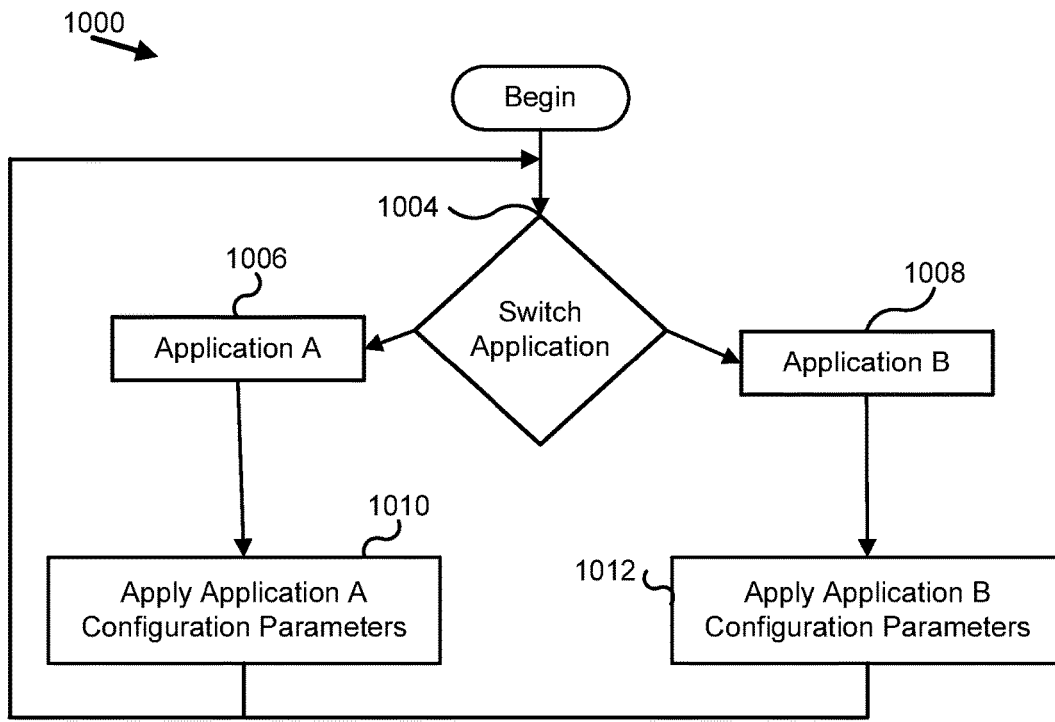 1000
Begin
1004
1006
1008
Switch
Application
Application A
Application B
1010
1012
Apply Application A
Configuration Parameters
Apply Application B
Configuration Parameters